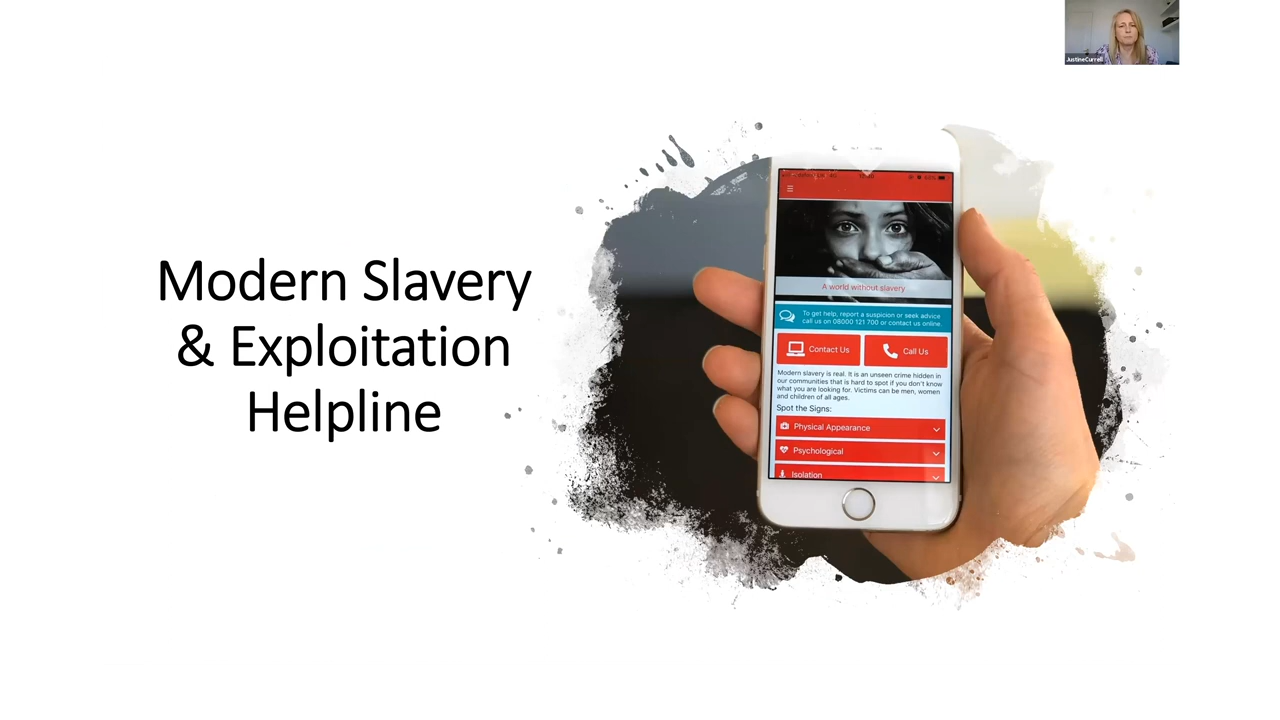 JustineCurrell
Modern Slavery
& Exploitation
Helpline
A world without slavery
To get help, report a suspicion or seek advice
call us on 08000 121 700 or contact us online.
Contact Us
Call Us
Modern slavery is real. It is an unseen crime hidden in
our communities that is hard to spot if you don't know
what you are looking for. Victims can be men, women
and children of all ages.
Spot the Signs:
Physical Appearance
Psychological
Isolation